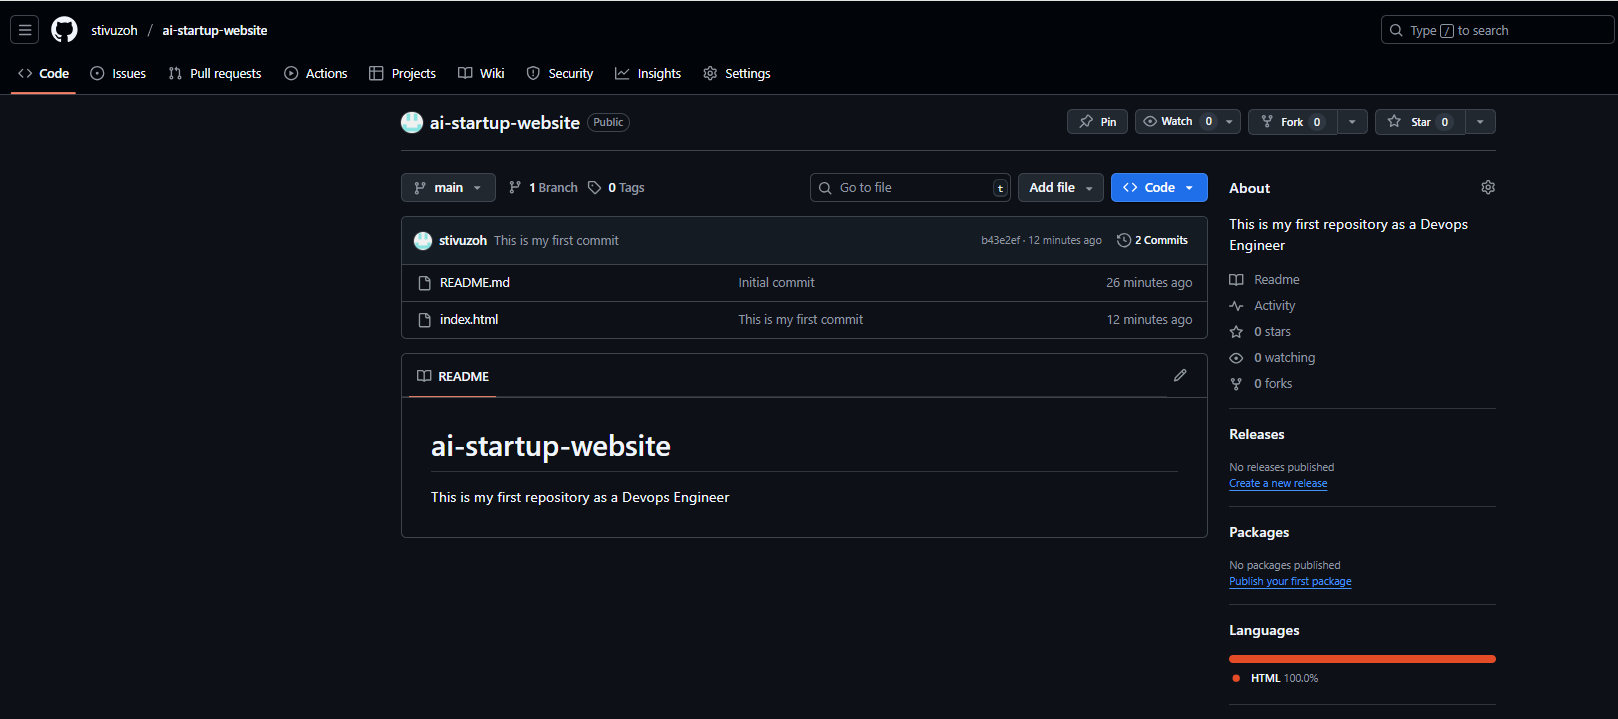 stivuzoh / ai-startup-website
Type / to search
Code Issues Pull requests Actions Projects Wiki Security Insights Settings
ai-startup-website Public
Pin Watch 0 Fork 0 Star 0
main 1 Branch 0 Tags Go to file t Add file Code
stivuzoh This is my first commit b43e2ef · 12 minutes ago 2 Commits
README.md Initial commit 26 minutes ago
index.html This is my first commit 12 minutes ago
README
ai-startup-website
This is my first repository as a Devops Engineer
About
This is my first repository as a Devops
Engineer
Readme
Activity
0 stars
0 watching
0 forks
Releases
No releases published
Create a new release
Packages
No packages published
Publish your first package
Languages
HTML 100.0%